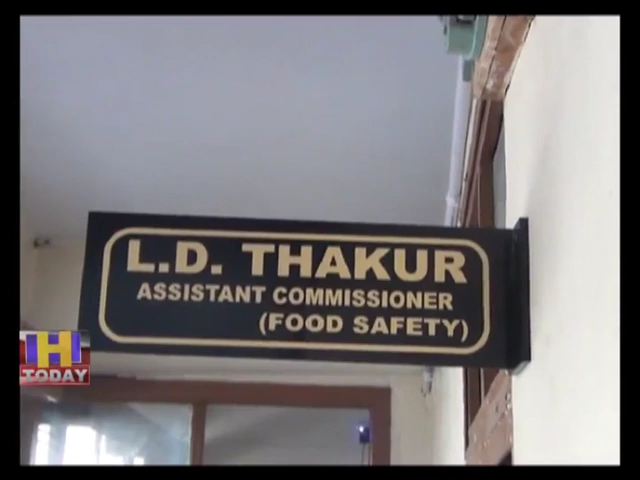 L.D. THAKUR
ASSISTANT COMMISSIONER
(FOOD SAFETY)
H
TODAY